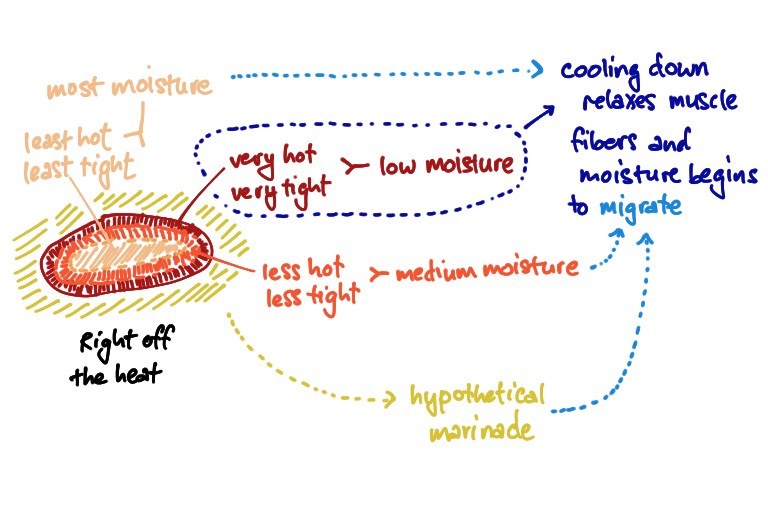 most moisture
least hot
least tight
very hot
very tight
low moisture
cooling down
relaxes muscle
fibers and
moisture begins
to migrate
less hot
less tight
medium moisture
Right off
the heat
hypothetical
marinade